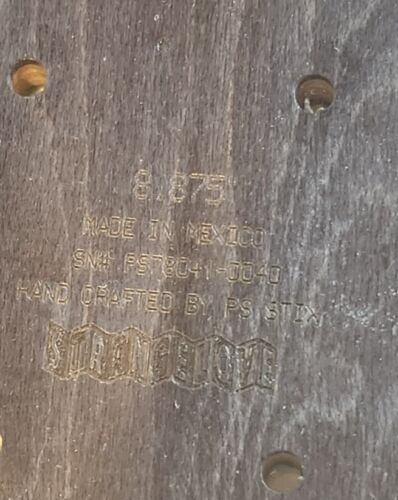 8.875
MADE IN MEXICO
SN# PS78041-0040
HAND CRAFTED BY PS STIX
STRANGELOVE